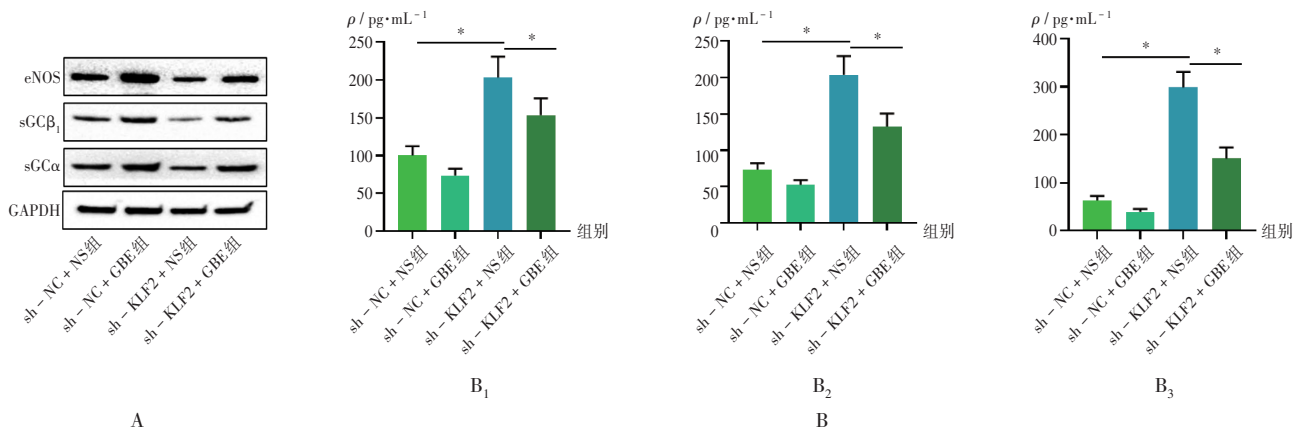 eNOS
sGCβ₁
sGCα
GAPDH
sh－NC＋NS组
sh－NC＋GBE组
sh－KLF2＋NS组
sh－KLF2＋GBE组
A
ρ / pg·mL⁻¹
250
200
150
100
50
0
*
*
组别
sh－NC＋NS组
sh－NC＋GBE组
sh－KLF2＋NS组
sh－KLF2＋GBE组
B₁
ρ / pg·mL⁻¹
250
200
150
100
50
0
*
*
组别
sh－NC＋NS组
sh－NC＋GBE组
sh－KLF2＋NS组
sh－KLF2＋GBE组
B₂
ρ / pg·mL⁻¹
400
300
200
100
0
*
*
组别
sh－NC＋NS组
sh－NC＋GBE组
sh－KLF2＋NS组
sh－KLF2＋GBE组
B₃
B